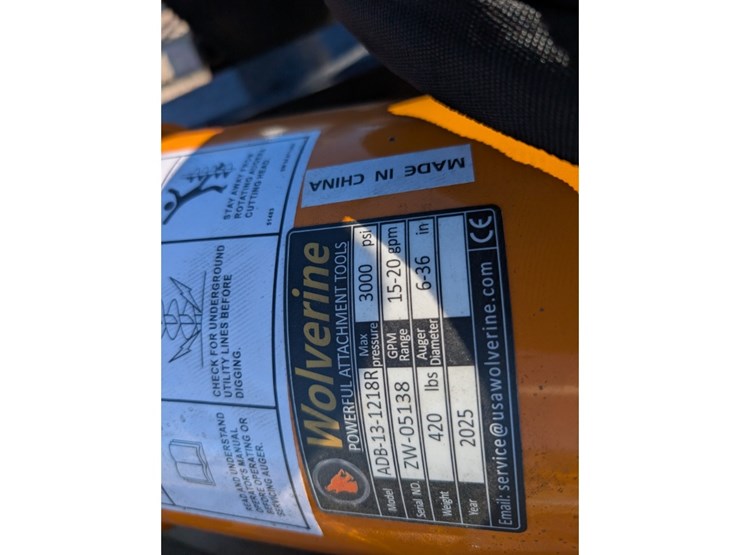 MADE IN CHINA
Wolverine
POWERFUL ATTACHMENT TOOLS
Model ADB-13-1218R Max pressure 3000 psi
Serial NO. ZW-05138 GPM Range 15-20 gpm
Weight 420 lbs Auger Diameter 6-36 in
Year 2025
Email: service@usawolverine.com CE
READ AND UNDERSTAND
OPERATOR'S MANUAL
BEFORE OPERATING OR
SERVICING AUGER.
CHECK FOR UNDERGROUND
UTILITY LINES BEFORE
DIGGING.
STAY AWAY FROM
ROTATING AUGER
CUTTING HEAD.